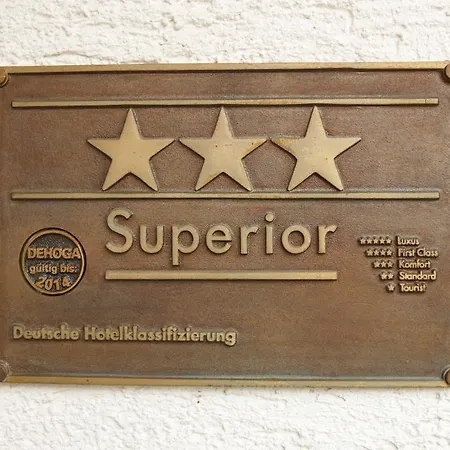 Superior
DEHOGA
gültig bis:
2014
★★★★★ Luxus
★★★★ First Class
★★★ Komfort
★★ Standard
★ Tourist
Deutsche Hotelklassifizierung